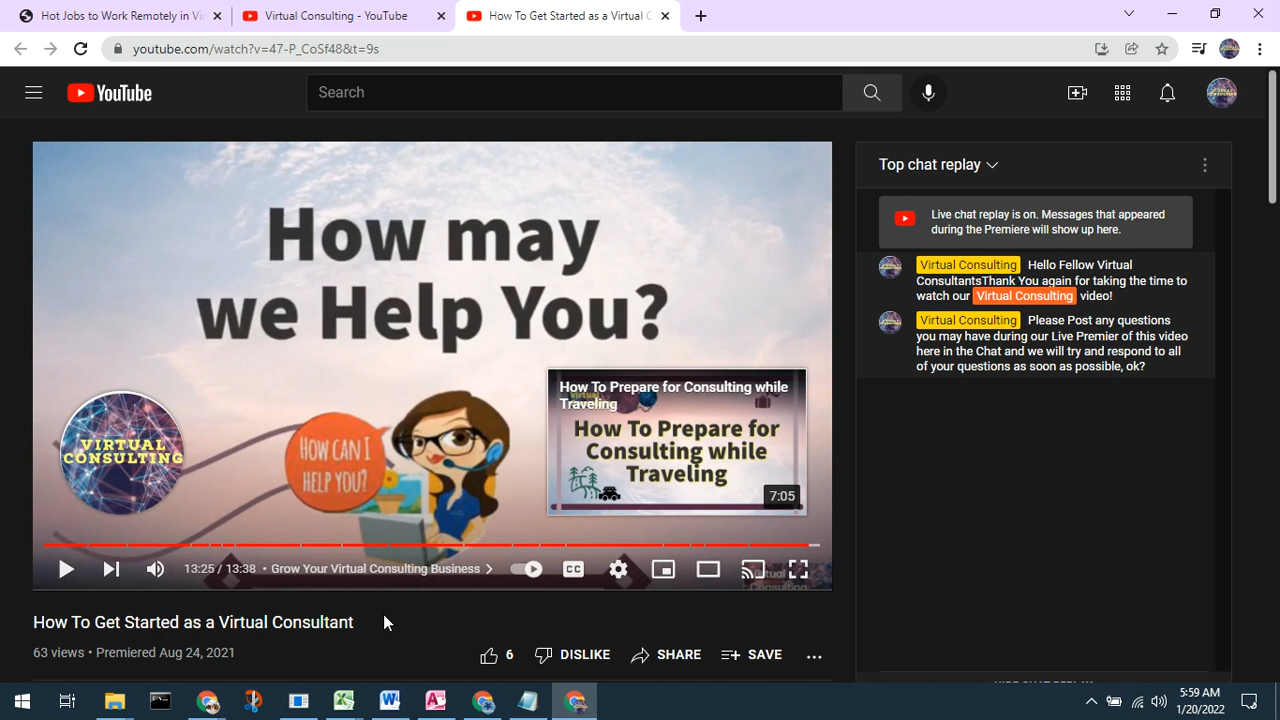 Hot Jobs to Work Remotely in Vir
Virtual Consulting - YouTube
How To Get Started as a Virtual C
youtube.com/watch?v=47-P_CoSf48&t=9s
YouTube
Search
How may
we Help You?
VIRTUAL
CONSULTING
HOW CAN I
HELP YOU?
How To Prepare for Consulting while
Traveling
How To Prepare for
Consulting while
Traveling
7:05
13:25 / 13:38 • Grow Your Virtual Consulting Business
CC
How To Get Started as a Virtual Consultant
63 views • Premiered Aug 24, 2021
6
DISLIKE
SHARE
SAVE
Top chat replay
Live chat replay is on. Messages that appeared
during the Premiere will show up here.
Virtual Consulting Hello Fellow Virtual
ConsultantsThank You again for taking the time to
watch our Virtual Consulting video!
Virtual Consulting Please Post any questions
you may have during our Live Premier of this video
here in the Chat and we will try and respond to all
of your questions as soon as possible, ok?
HIDE CHAT REPLAY
5:59 AM
1/20/2022